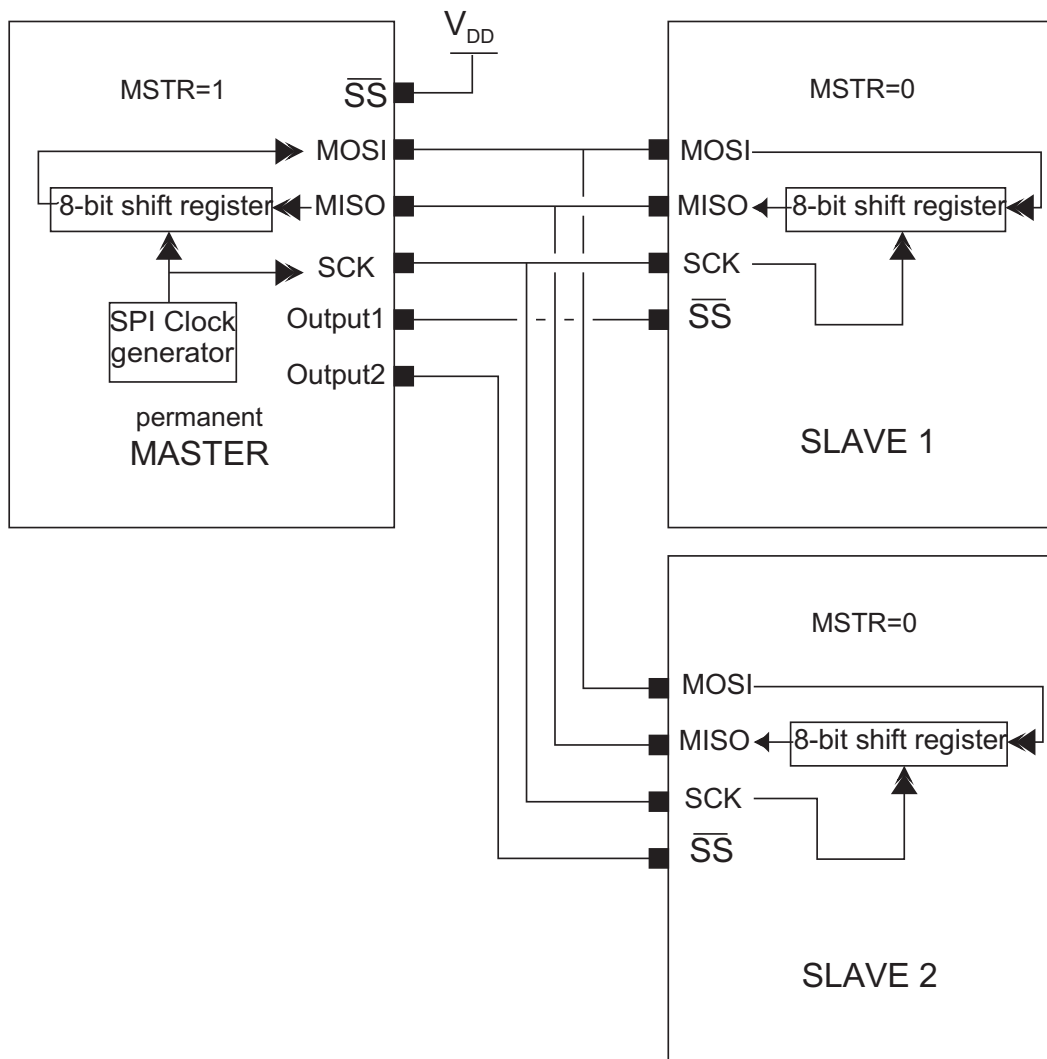 V_DD
MSTR=1
SS
MOSI
8-bit shift register
MISO
SCK
SPI Clock
generator
Output1
Output2
permanent
MASTER
MSTR=0
MOSI
MISO
8-bit shift register
SCK
SS
SLAVE 1
MSTR=0
MOSI
MISO
8-bit shift register
SCK
SS
SLAVE 2